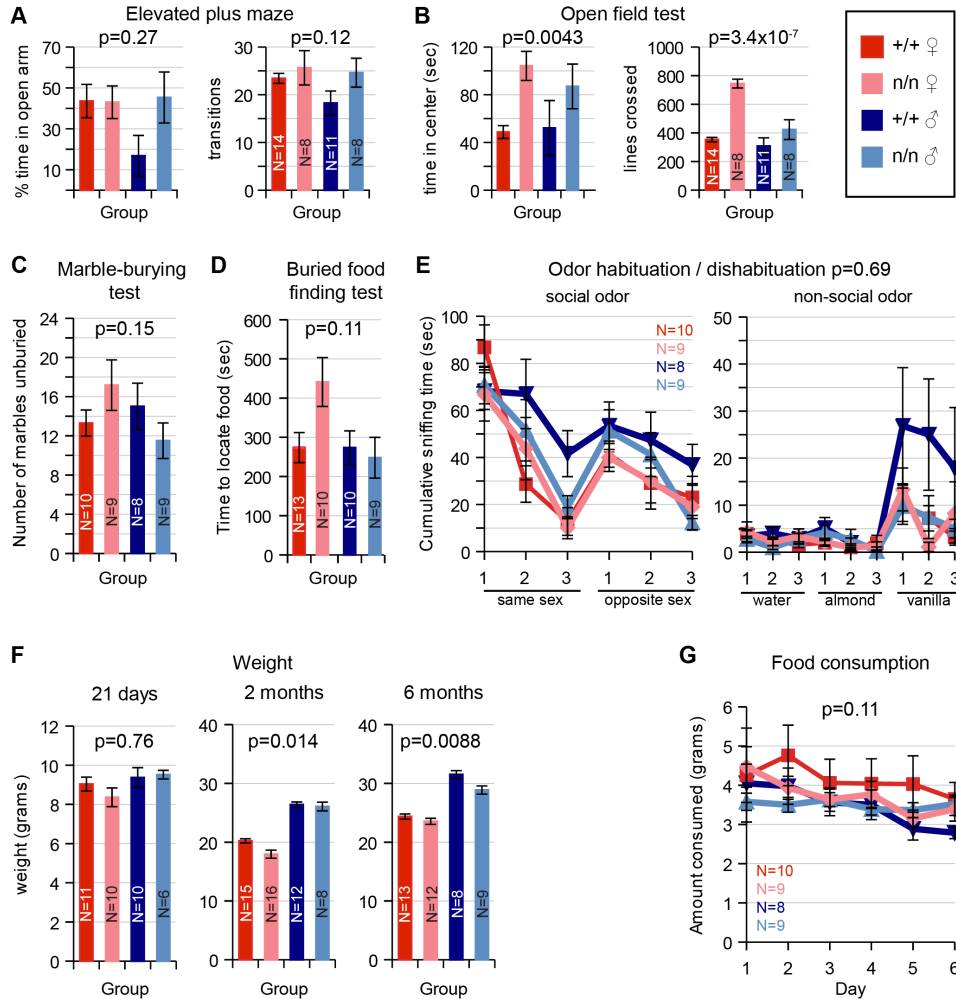 A
Elevated plus maze
p=0.27
% time in open arm
70
50
30
10
Group
p=0.12
transitions
30
20
10
0
N=14
N=8
N=11
N=8
Group
B
Open field test
p=0.0043
time in center (sec)
120
80
40
0
Group
p=3.4x10-7
lines crossed
1000
800
600
400
200
0
N=14
N=8
N=11
N=8
Group
+/+ ♀
n/n ♀
+/+ ♂
n/n ♂
C
Marble-burying
test
p=0.15
Number of marbles unburied
24
22
20
18
16
14
12
10
8
6
4
2
0
N=10
N=9
N=8
N=9
Group
D
Buried food
finding test
p=0.11
Time to locate food (sec)
600
500
400
300
200
100
0
N=13
N=10
N=10
N=9
Group
E
Odor habituation / dishabituation p=0.69
social odor
Cumulative sniffing time (sec)
100
80
60
40
20
0
N=10
N=9
N=8
N=9
1 2 3 1 2 3
same sex opposite sex
non-social odor
50
40
30
20
10
0
1 2 3 1 2 3 1 2 3
water almond vanilla
F
Weight
21 days
p=0.76
weight (grams)
12
10
8
6
4
2
0
N=11
N=10
N=10
N=6
Group
2 months
p=0.014
40
30
20
10
0
N=15
N=16
N=12
N=8
Group
6 months
p=0.0088
40
30
20
10
0
N=13
N=12
N=8
N=9
Group
G
Food consumption
p=0.11
Amount consumed (grams)
6
5
4
3
2
1
0
N=10
N=9
N=8
N=9
1 2 3 4 5 6
Day